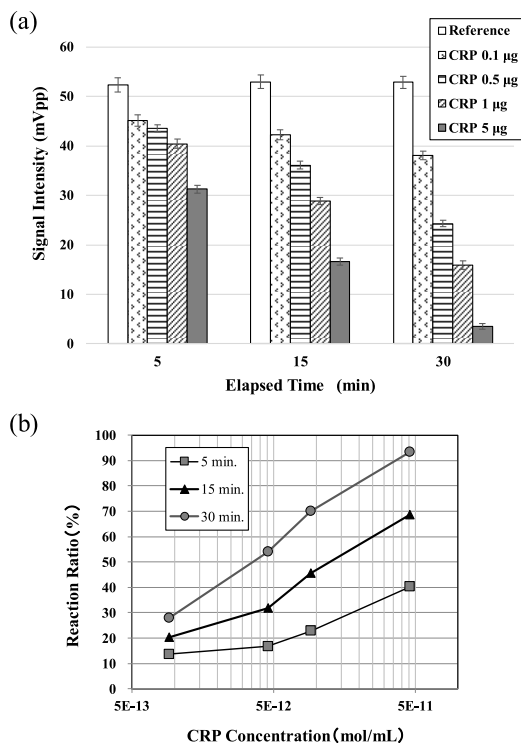 (a)
60
50
40
30
20
10
0
Signal Intensity (mVpp)
Reference
CRP 0.1 μg
CRP 0.5 μg
CRP 1 μg
CRP 5 μg
5 15 30
Elapsed Time (min)
(b)
100
90
80
70
60
50
40
30
20
10
0
Reaction Ratio (%)
5 min.
15 min.
30 min.
5E-13 5E-12 5E-11
CRP Concentration(mol/mL)